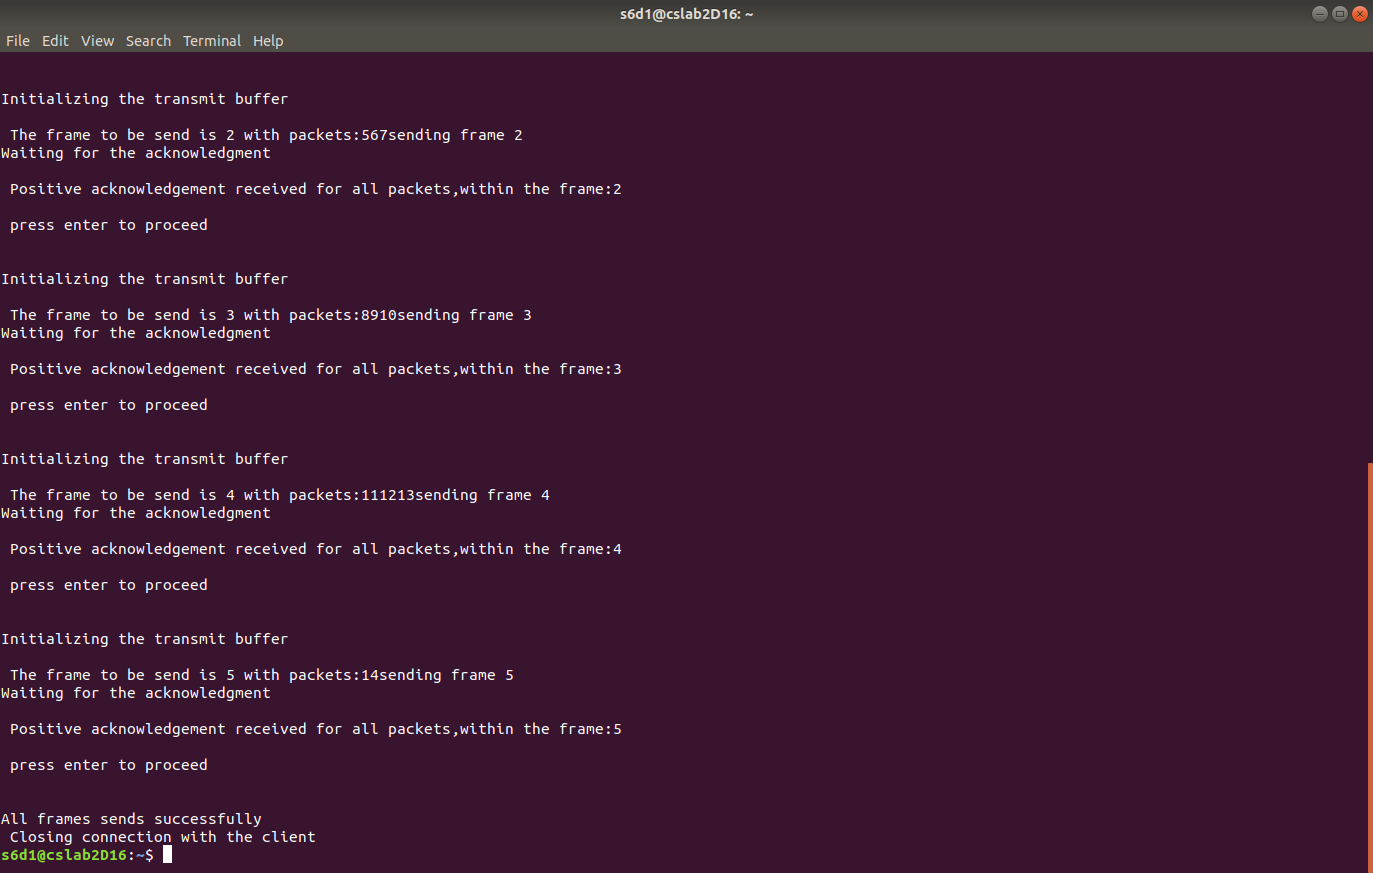 s6d1@cslab2D16: ~
File Edit View Search Terminal Help
Initializing the transmit buffer
The frame to be send is 2 with packets:567sending frame 2
Waiting for the acknowledgment
Positive acknowledgement received for all packets,within the frame:2
press enter to proceed
Initializing the transmit buffer
The frame to be send is 3 with packets:8910sending frame 3
Waiting for the acknowledgment
Positive acknowledgement received for all packets,within the frame:3
press enter to proceed
Initializing the transmit buffer
The frame to be send is 4 with packets:111213sending frame 4
Waiting for the acknowledgment
Positive acknowledgement received for all packets,within the frame:4
press enter to proceed
Initializing the transmit buffer
The frame to be send is 5 with packets:14sending frame 5
Waiting for the acknowledgment
Positive acknowledgement received for all packets,within the frame:5
press enter to proceed
All frames sends successfully
Closing connection with the client
s6d1@cslab2D16:~$